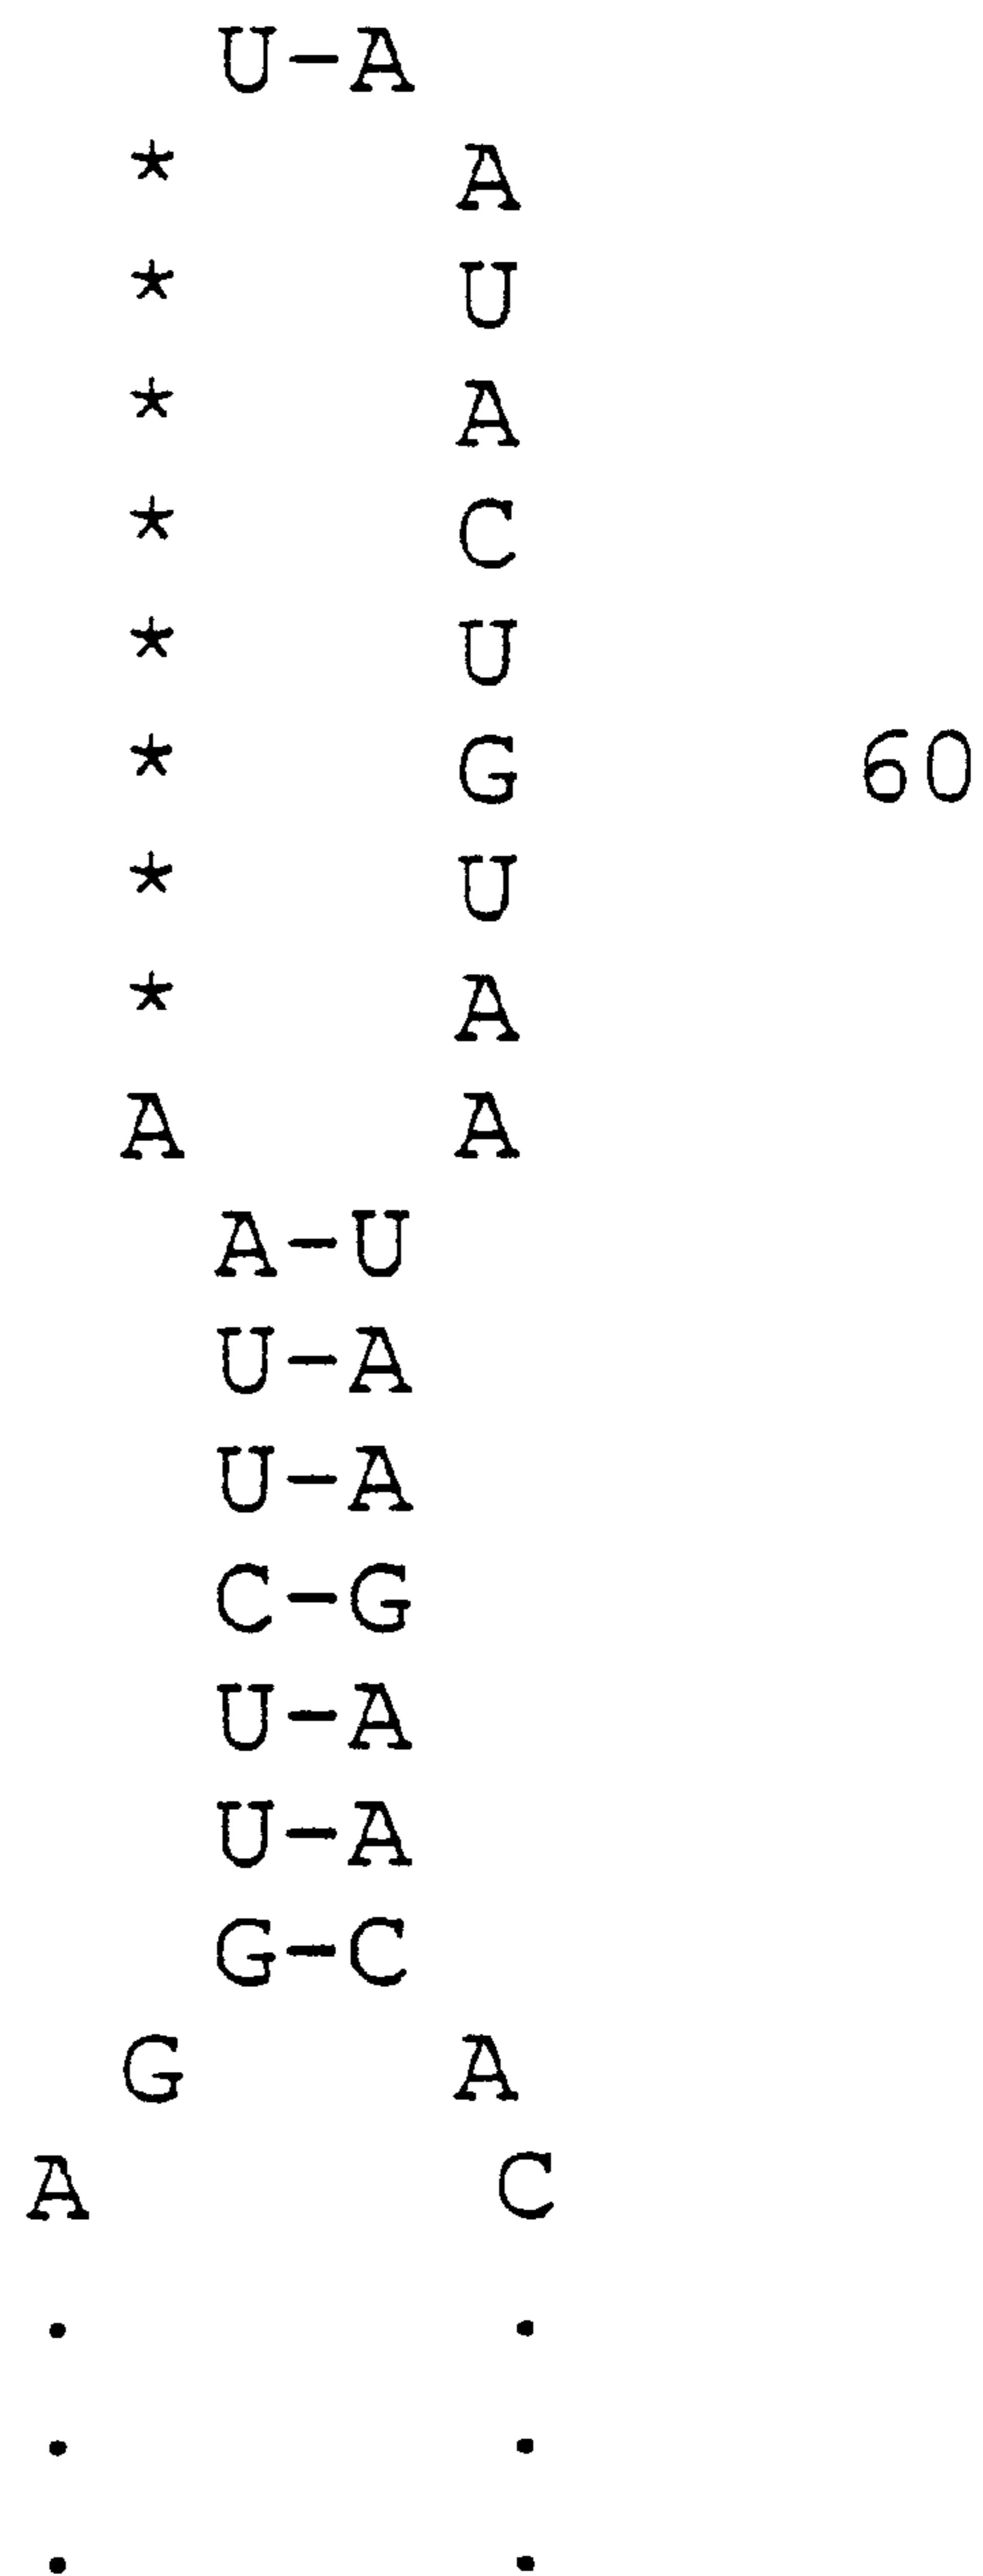 U-A
* A
* U
* A
* C
* U
* G 60
* U
* A
A A
A-U
U-A
U-A
C-G
U-A
U-A
G-C
G A
A C
. .
. .
. .